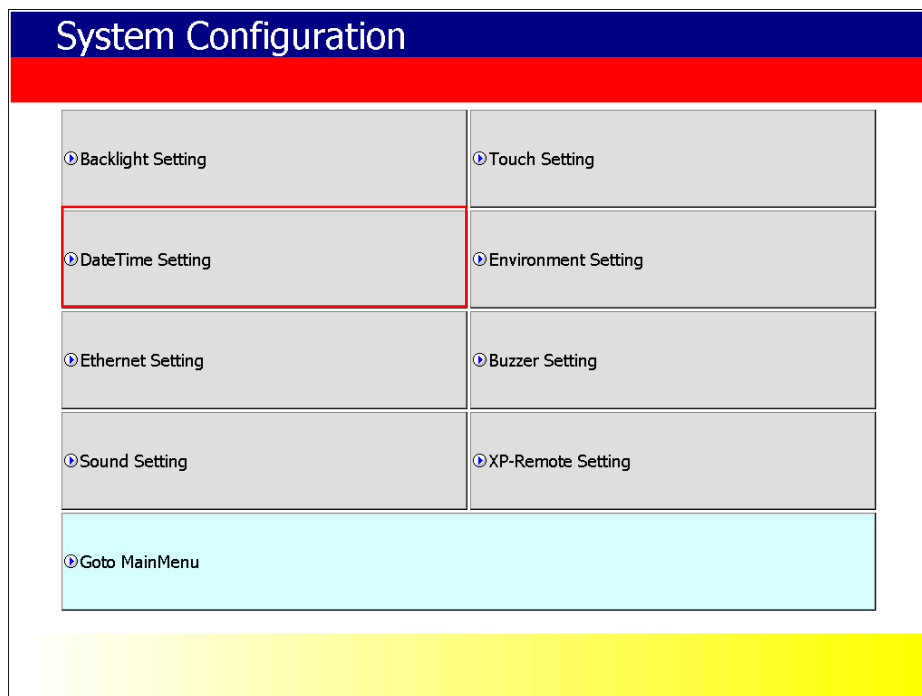 System Configuration
Backlight Setting
Touch Setting
DateTime Setting
Environment Setting
Ethernet Setting
Buzzer Setting
Sound Setting
XP-Remote Setting
Goto MainMenu